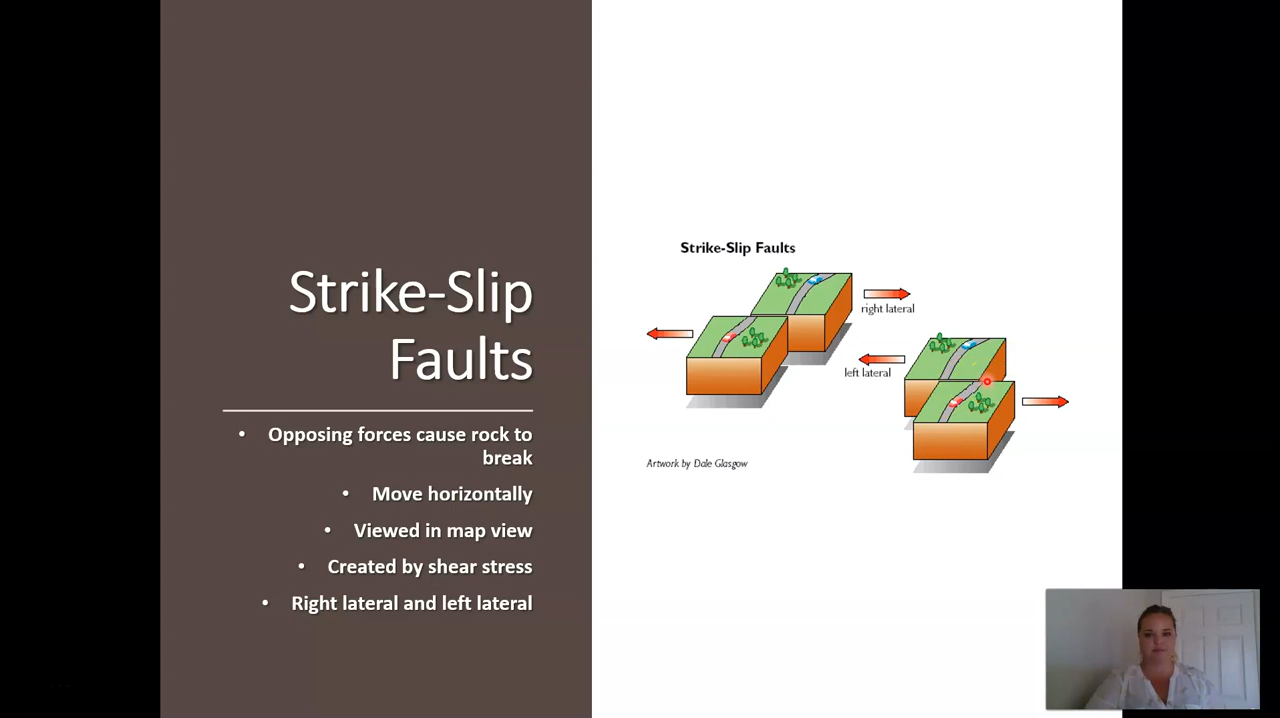 Strike-Slip
Faults
• Opposing forces cause rock to
break
• Move horizontally
• Viewed in map view
• Created by shear stress
• Right lateral and left lateral
Strike-Slip Faults
right lateral
left lateral
Artwork by Dale Glasgow